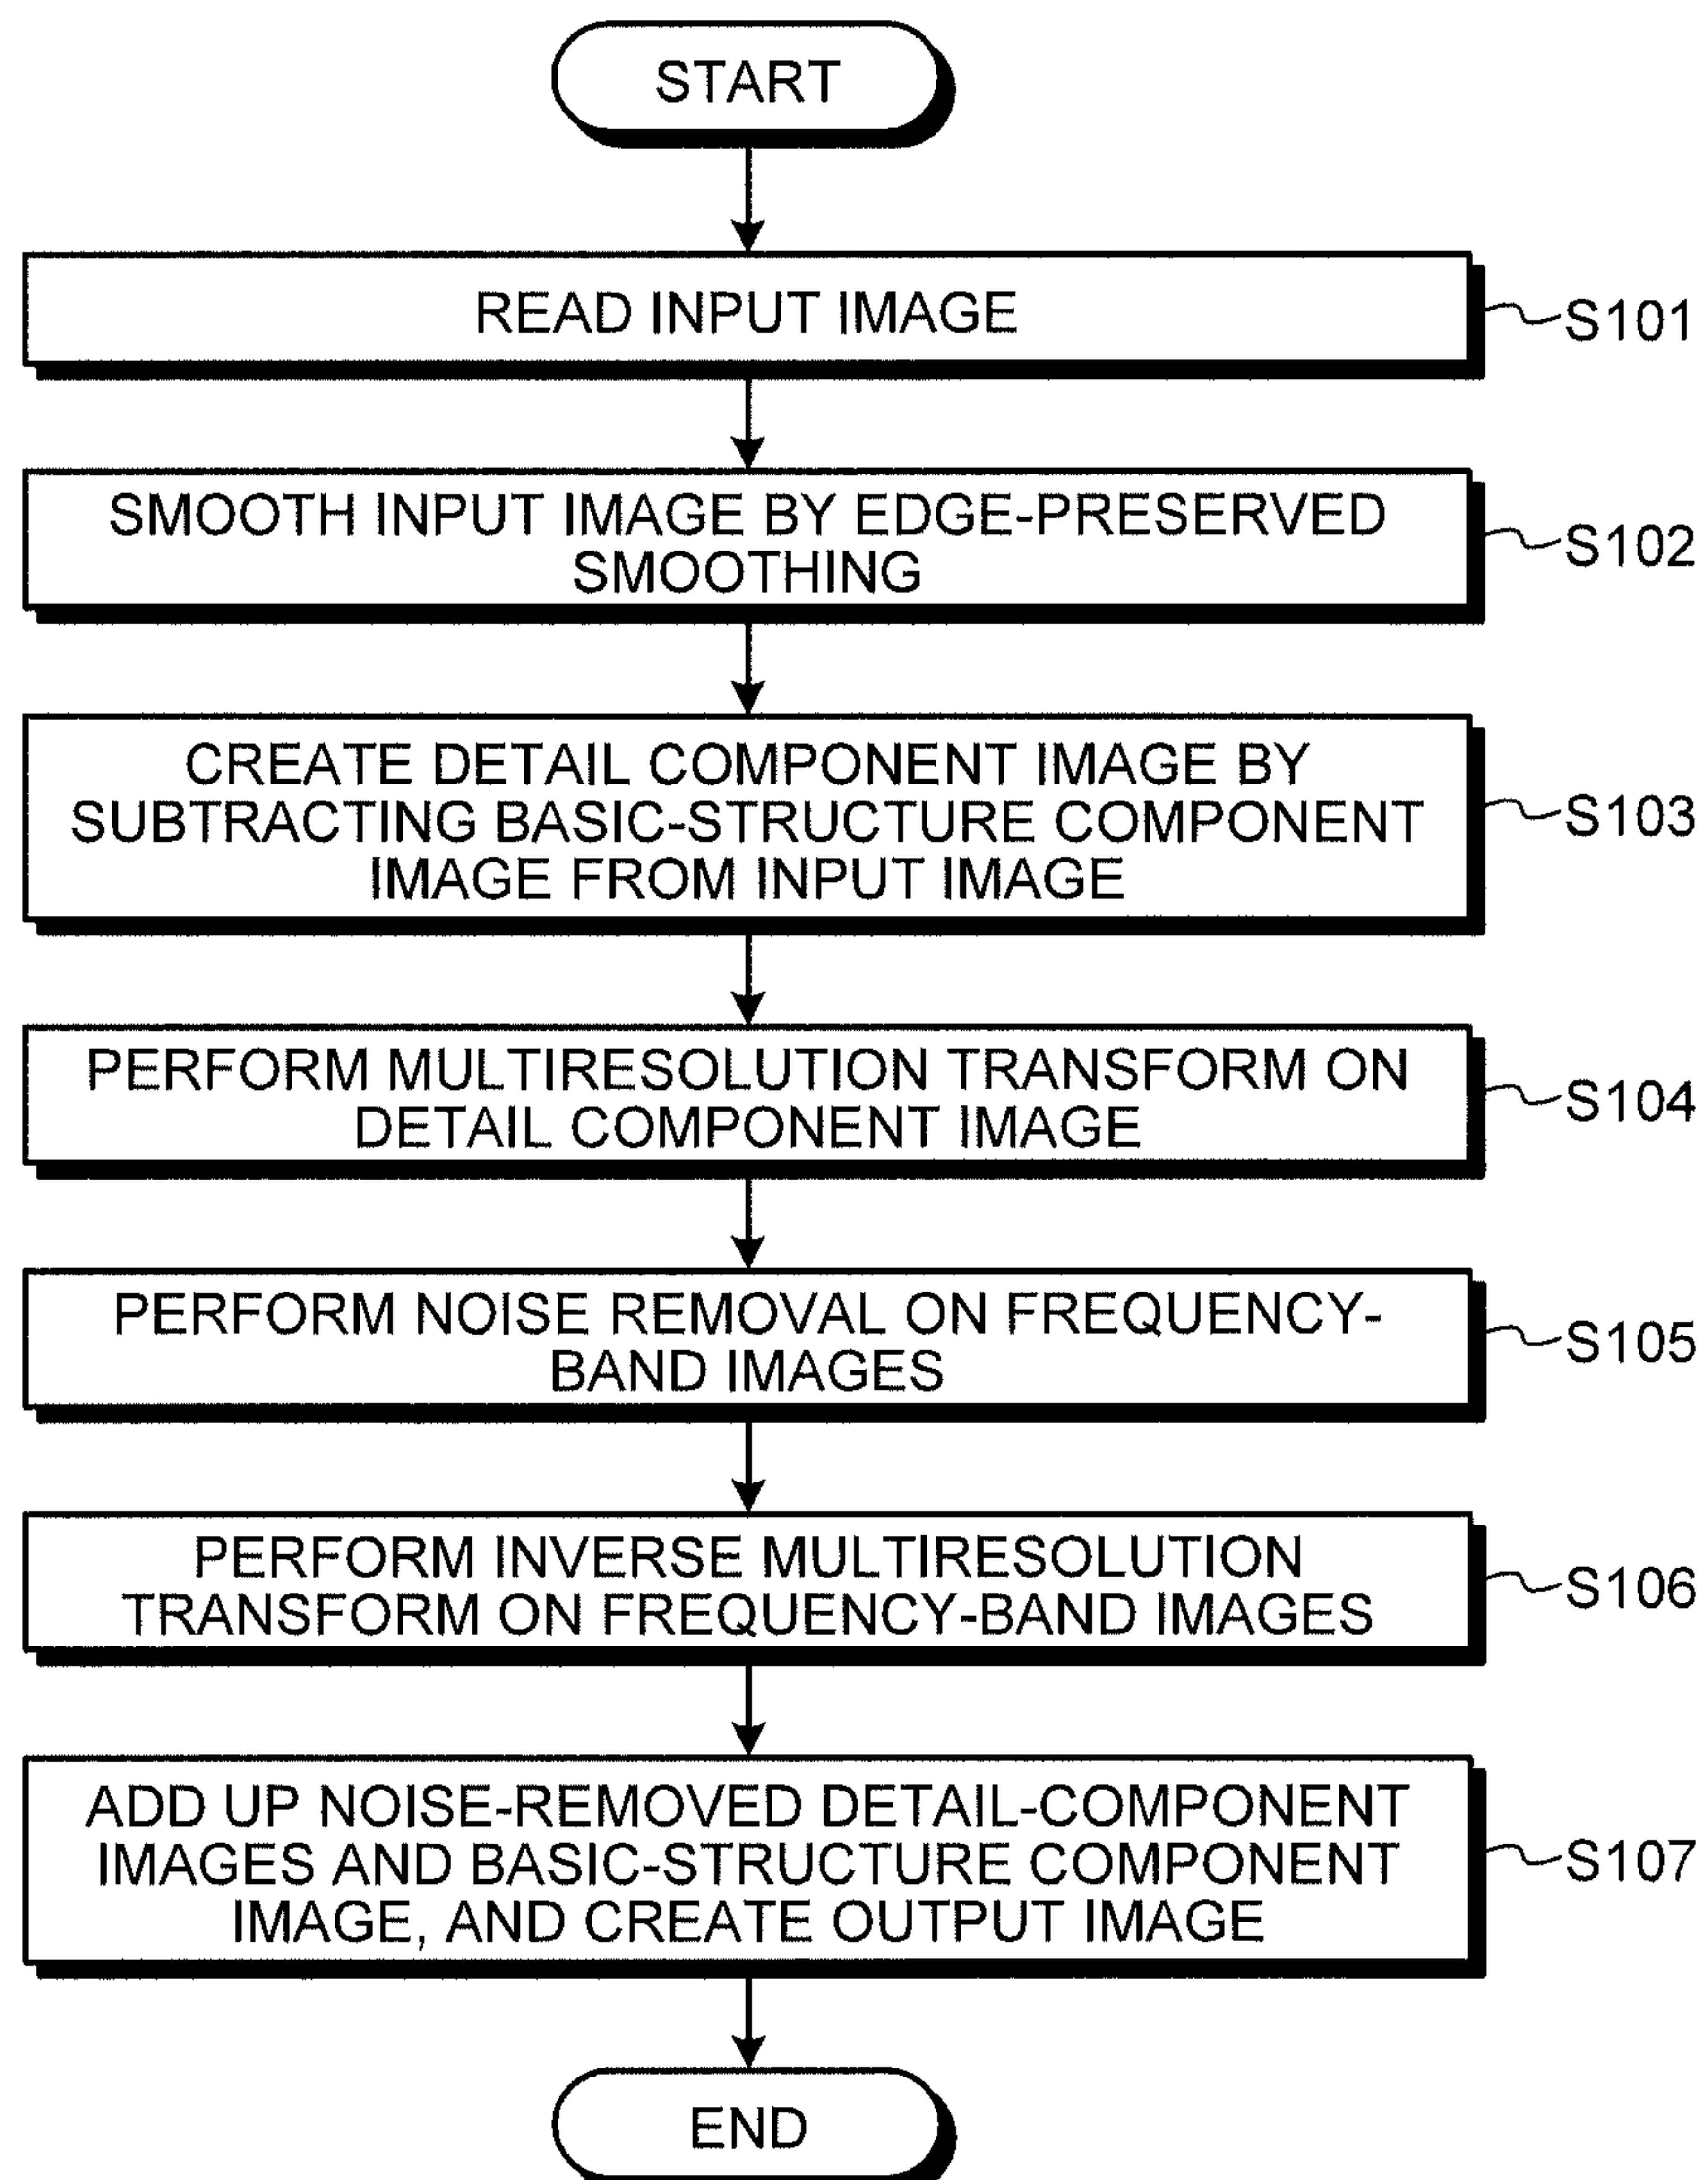 START
READ INPUT IMAGE
S101
SMOOTH INPUT IMAGE BY EDGE-PRESERVED
SMOOTHING
S102
CREATE DETAIL COMPONENT IMAGE BY
SUBTRACTING BASIC-STRUCTURE COMPONENT
IMAGE FROM INPUT IMAGE
S103
PERFORM MULTIRESOLUTION TRANSFORM ON
DETAIL COMPONENT IMAGE
S104
PERFORM NOISE REMOVAL ON FREQUENCY-
BAND IMAGES
S105
PERFORM INVERSE MULTIRESOLUTION
TRANSFORM ON FREQUENCY-BAND IMAGES
S106
ADD UP NOISE-REMOVED DETAIL-COMPONENT
IMAGES AND BASIC-STRUCTURE COMPONENT
IMAGE, AND CREATE OUTPUT IMAGE
S107
END